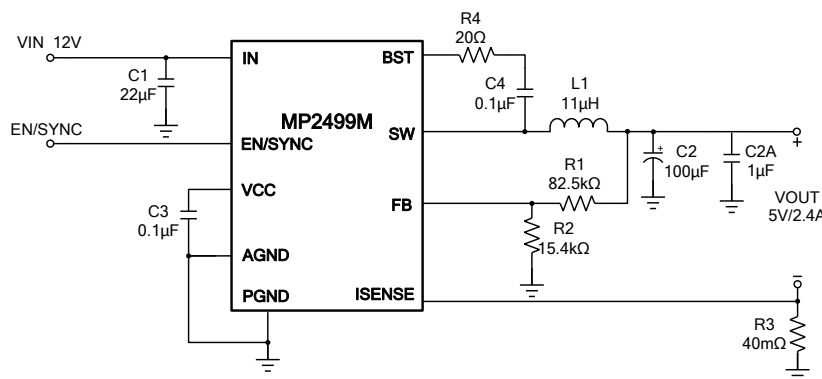 R4
20Ω
VIN 12V
IN
BST
C1
22µF
C4
0.1µF
L1
11µH
MP2499M
EN/SYNC
EN/SYNC
SW
+
C2
100µF
C2A
1µF
R1
82.5kΩ
VCC
FB
VOUT
5V/2.4A
C3
0.1µF
R2
15.4kΩ
AGND
PGND
ISENSE
R3
40mΩ